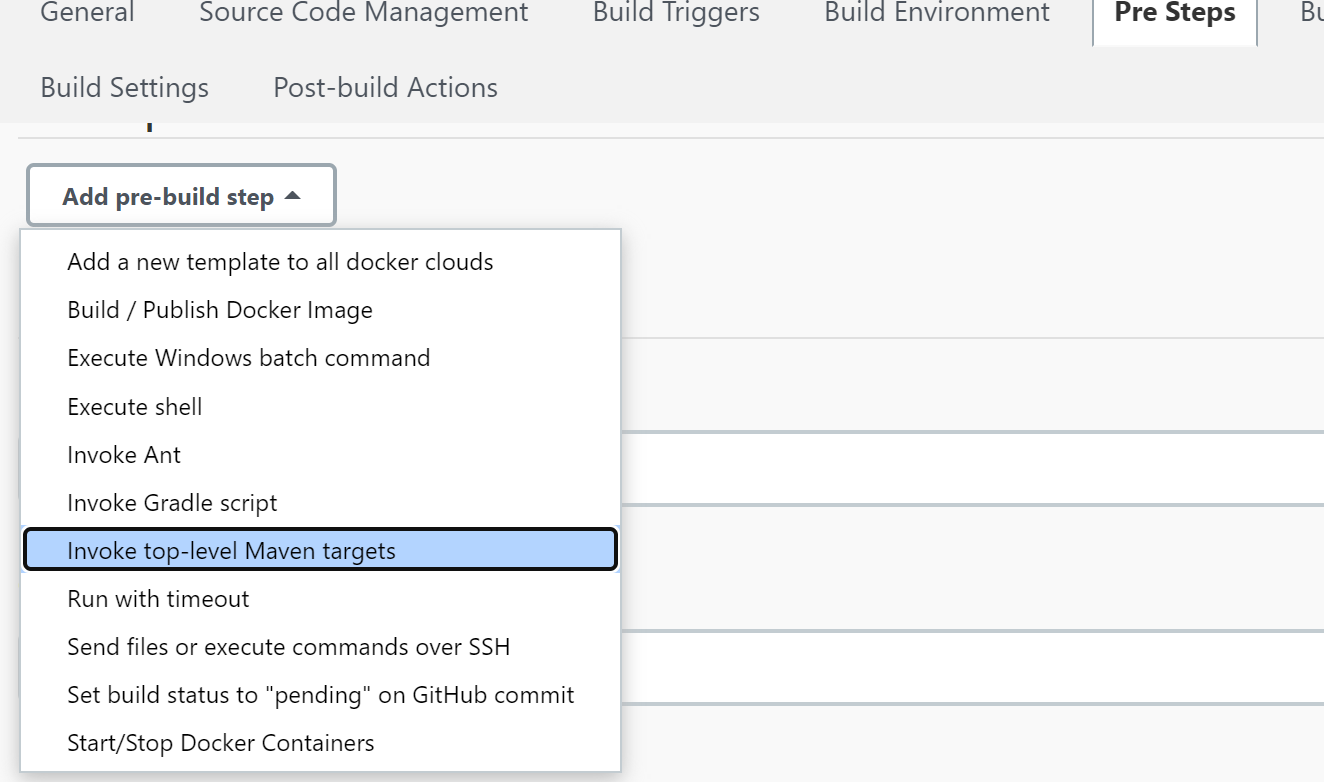 General Source Code Management Build Triggers Build Environment Pre Steps
Build Settings Post-build Actions
Add pre-build step
Add a new template to all docker clouds
Build / Publish Docker Image
Execute Windows batch command
Execute shell
Invoke Ant
Invoke Gradle script
Invoke top-level Maven targets
Run with timeout
Send files or execute commands over SSH
Set build status to "pending" on GitHub commit
Start/Stop Docker Containers